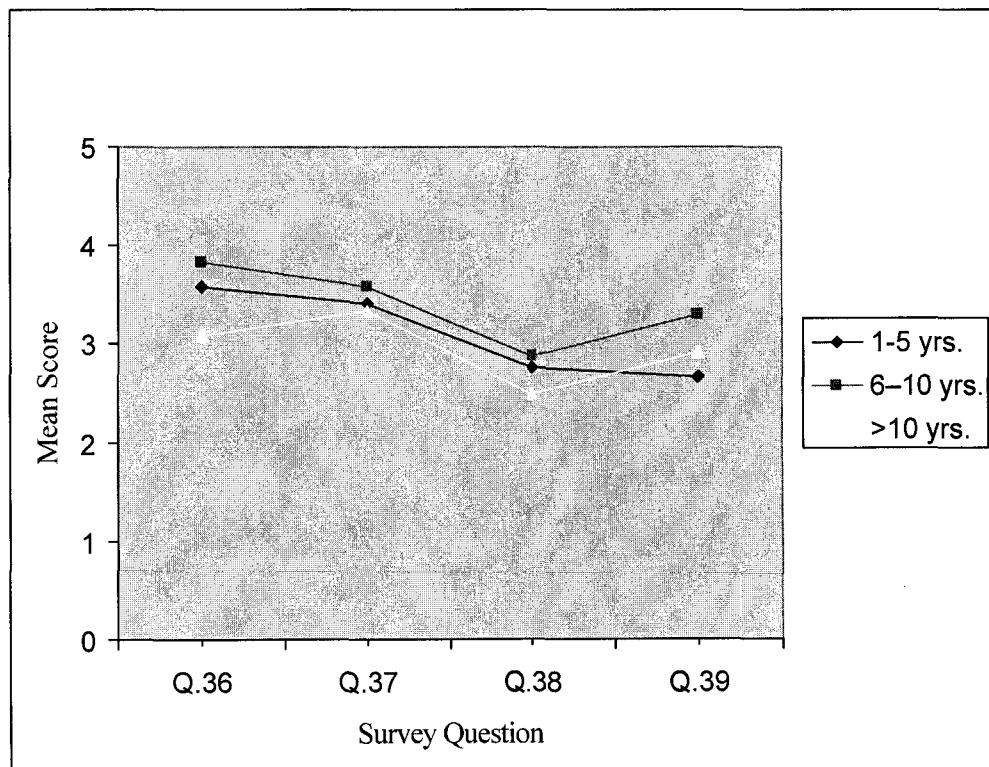 5
4
3
2
1
0
Mean Score
Q.36 Q.37 Q.38 Q.39
Survey Question
1-5 yrs.
6–10 yrs.
>10 yrs.